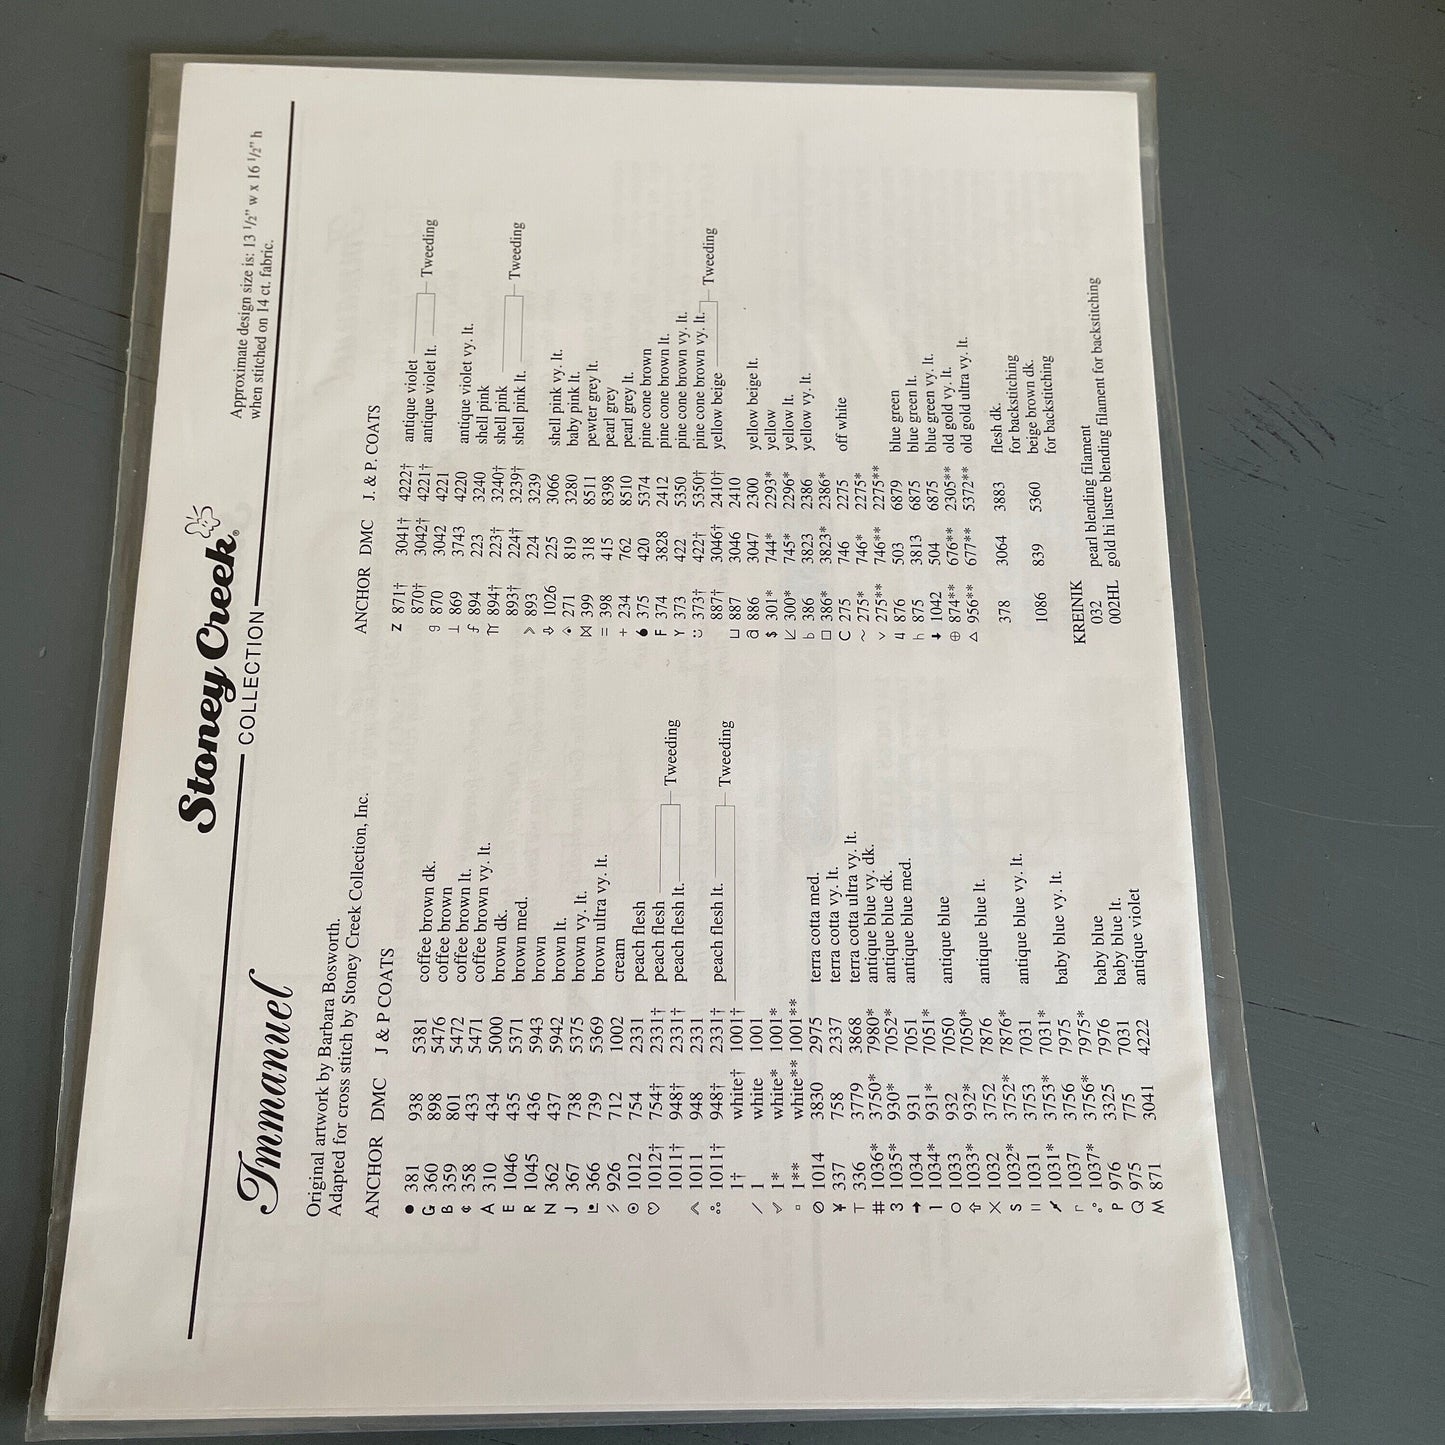 Stoney Creek®
COLLECTION
Immanuel
Approximate design size is: 13 1/2" w x 16 1/2" h
when stitched on 14 ct. fabric.
Original artwork by Barbara Bosworth.
Adapted for cross stitch by Stoney Creek Collection, Inc.
ANCHOR DMC J & P COATS
● 381 938 5381 coffee brown dk.
G 360 898 5476 coffee brown
B 359 801 5472 coffee brown lt.
¢ 358 433 5471 coffee brown vy. lt.
A 310 434 5000 brown dk.
E 1046 435 5371 brown med.
R 1045 436 5943 brown
N 362 437 5942 brown lt.
J 367 738 5375 brown vy. lt.
366 739 5369 brown ultra vy. lt.
// 926 712 1002 cream
⊙ 1012 754 2331 peach flesh
♡ 1012† 754† 2331† peach flesh
1011† 948† 2331† peach flesh lt. Tweeding
^ 1011 948 2331
1011† 948† 2331† peach flesh lt.
1† white† 1001† Tweeding
/ 1 white 1001
1* white* 1001*
▫ 1** white** 1001**
⊘ 1014 3830 2975 terra cotta med.
¥ 337 758 2337 terra cotta vy. lt.
T 336 3779 3868 terra cotta ultra vy. lt.
# 1036* 3750* 7980* antique blue vy. dk.
3 1035* 930* 7052* antique blue dk.
➔ 1034 931 7051 antique blue med.
1 1034* 931* 7051*
O 1033 932 7050 antique blue
⇧ 1033* 932* 7050*
X 1032 3752 7876 antique blue lt.
S 1032* 3752* 7876*
= 1031 3753 7031 antique blue vy. lt.
1031* 3753* 7031*
1037 3756 7975 baby blue vy. lt.
1037* 3756* 7975*
P 976 3325 7976 baby blue
Q 975 775 7031 baby blue lt.
M 871 3041 4222 antique violet
ANCHOR DMC J. & P. COATS
Z 871† 3041† 4222† antique violet
870† 3042† 4221† antique violet lt. Tweeding
g 870 3042 4221
⊥ 869 3743 4220 antique violet vy. lt.
f 894 223 3240 shell pink
894† 223† 3240† shell pink
893† 224† 3239† shell pink lt. Tweeding
> 893 224 3239
⇩ 1026 225 3066 shell pink vy. lt.
271 819 3280 baby pink lt.
399 318 8511 pewter grey lt.
= 398 415 8398 pearl grey
+ 234 762 8510 pearl grey lt.
375 420 5374 pine cone brown
F 374 3828 2412 pine cone brown lt.
Y 373 422 5350 pine cone brown vy. lt.
373† 422† 5350† pine cone brown vy. lt.
887† 3046† 2410† yellow beige Tweeding
⊔ 887 3046 2410
a 886 3047 2300 yellow beige lt.
$ 301* 744* 2293* yellow
300* 745* 2296* yellow lt.
b 386 3823 2386 yellow vy. lt.
□ 386* 3823* 2386*
C 275 746 2275 off white
~ 275* 746* 2275*
v 275** 746** 2275**
4 876 503 6879 blue green
h 875 3813 6875 blue green lt.
1042 504 6875 blue green vy. lt.
⊕ 874** 676** 2305** old gold vy. lt.
△ 956** 677** 5372** old gold ultra vy. lt.
378 3064 3883 flesh dk.
for backstitching
1086 839 5360 beige brown dk.
for backstitching
KREINIK
032 pearl blending filament
002HL gold hi lustre blending filament for backstitching